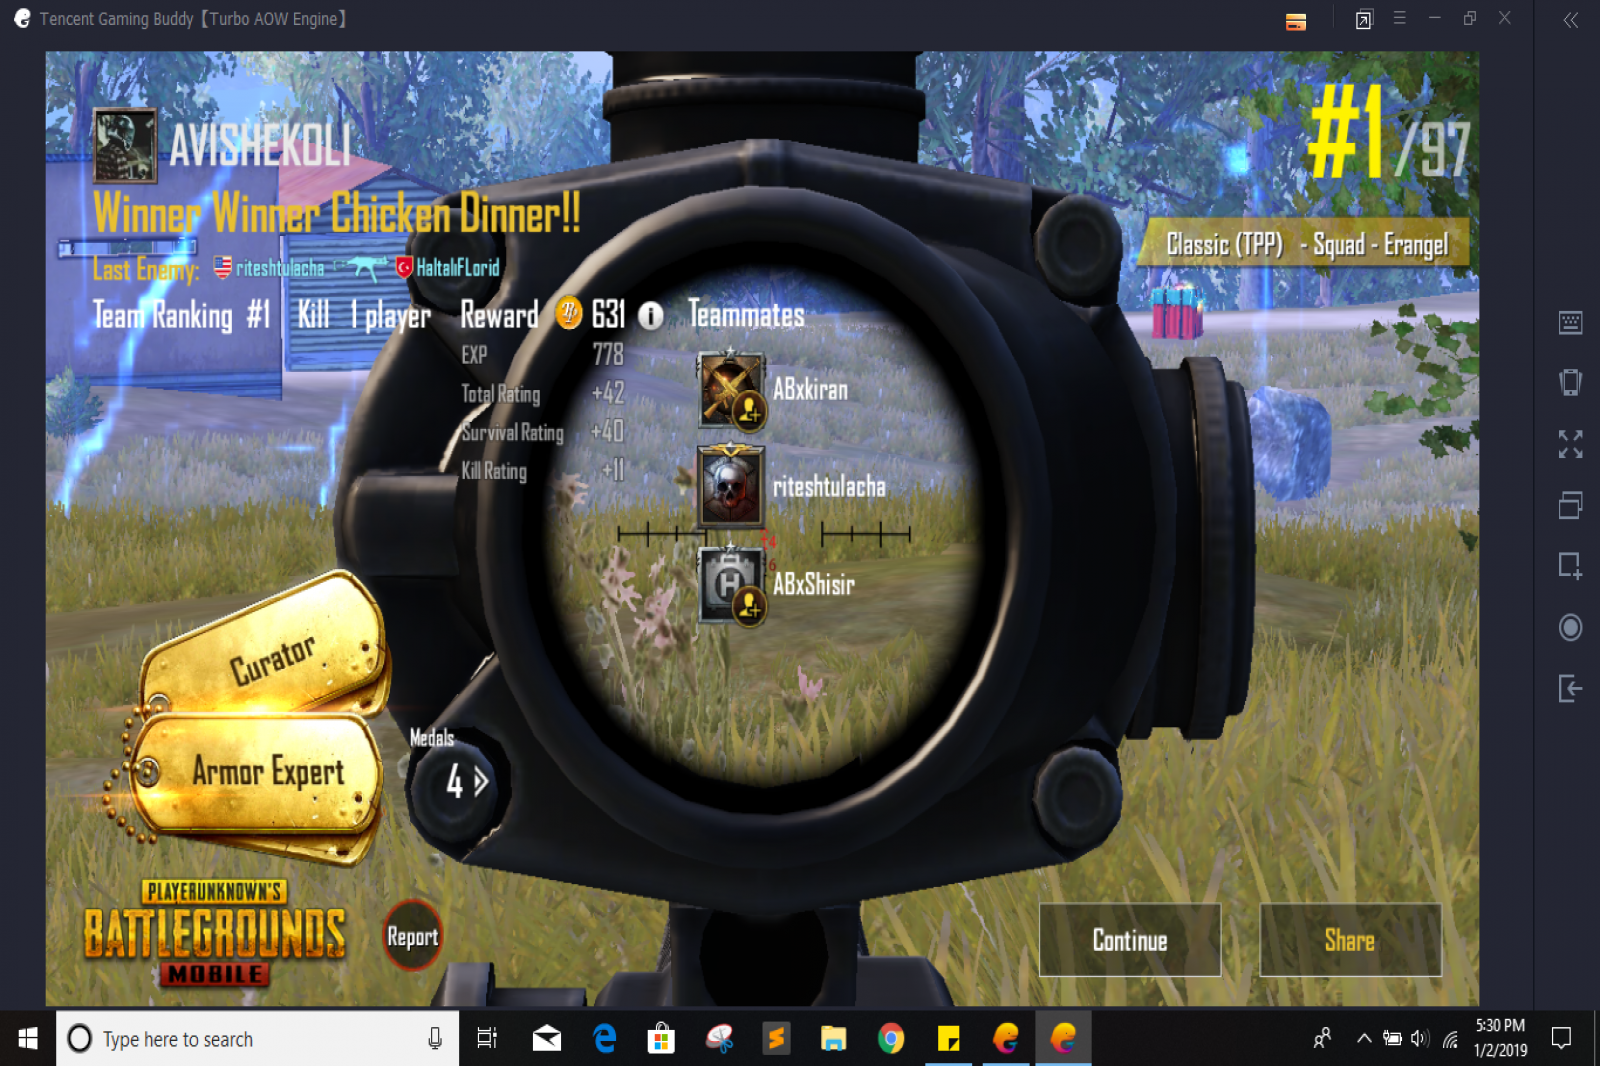 Tencent Gaming Buddy【Turbo AOW Engine】
AVISHEKOLI
#1/97
Winner Winner Chicken Dinner!!
Classic (TPP) - Squad - Erangel
Last Enemy: riteshtulacha HaltalıFLorid
Team Ranking #1 Kill 1 player Reward 631 Teammates
EXP 778
Total Rating +42
Survival Rating +40
Kill Rating +11
ABxkiran
riteshtulacha
ABxShisir
Curator
Armor Expert
Medals
4
PLAYERUNKNOWN'S
BATTLEGROUNDS
MOBILE
Report
Continue
Share
Type here to search
5:30 PM
1/2/2019